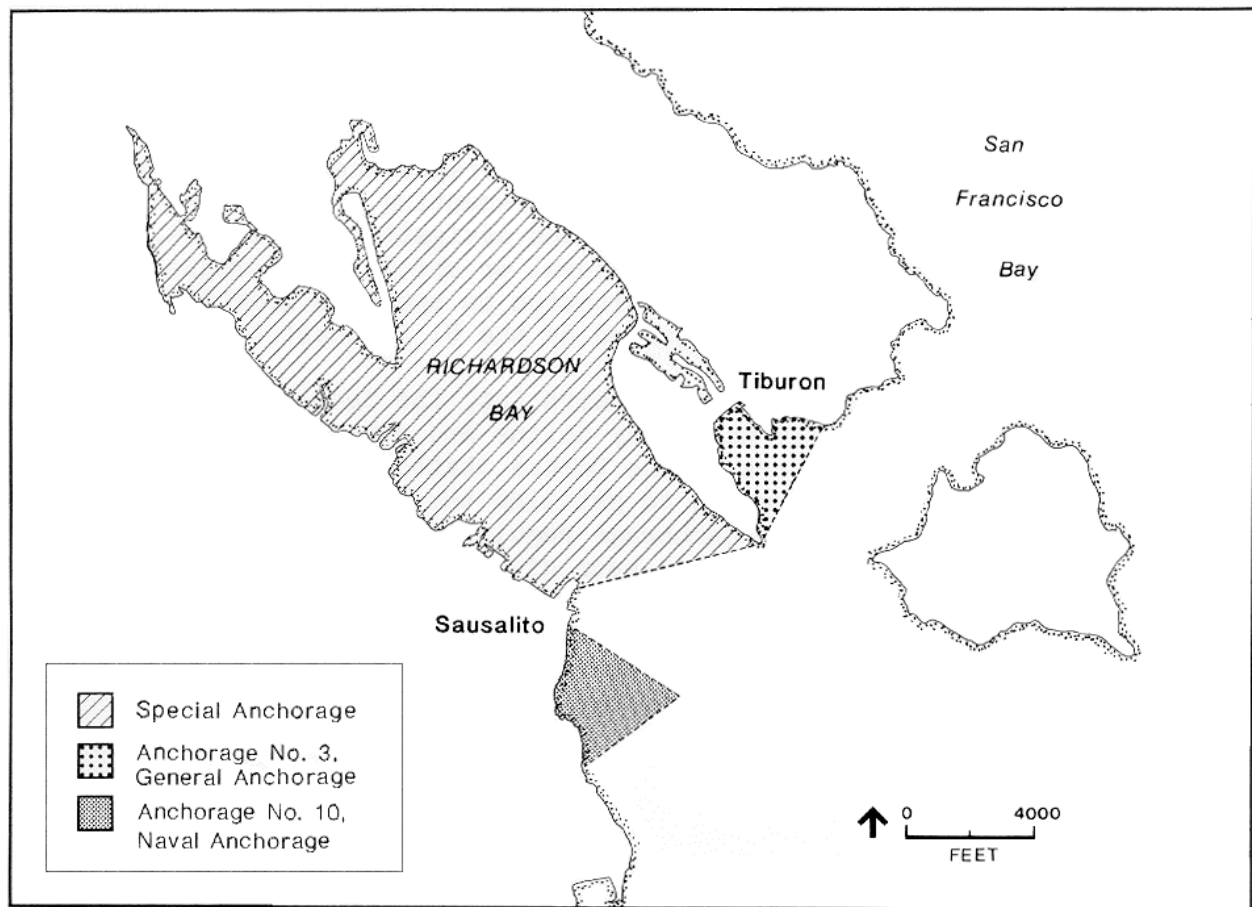 San
Francisco
Bay
RICHARDSON
BAY
Tiburon
Sausalito
Special Anchorage
Anchorage No. 3,
General Anchorage
Anchorage No. 10,
Naval Anchorage
0 4000
FEET